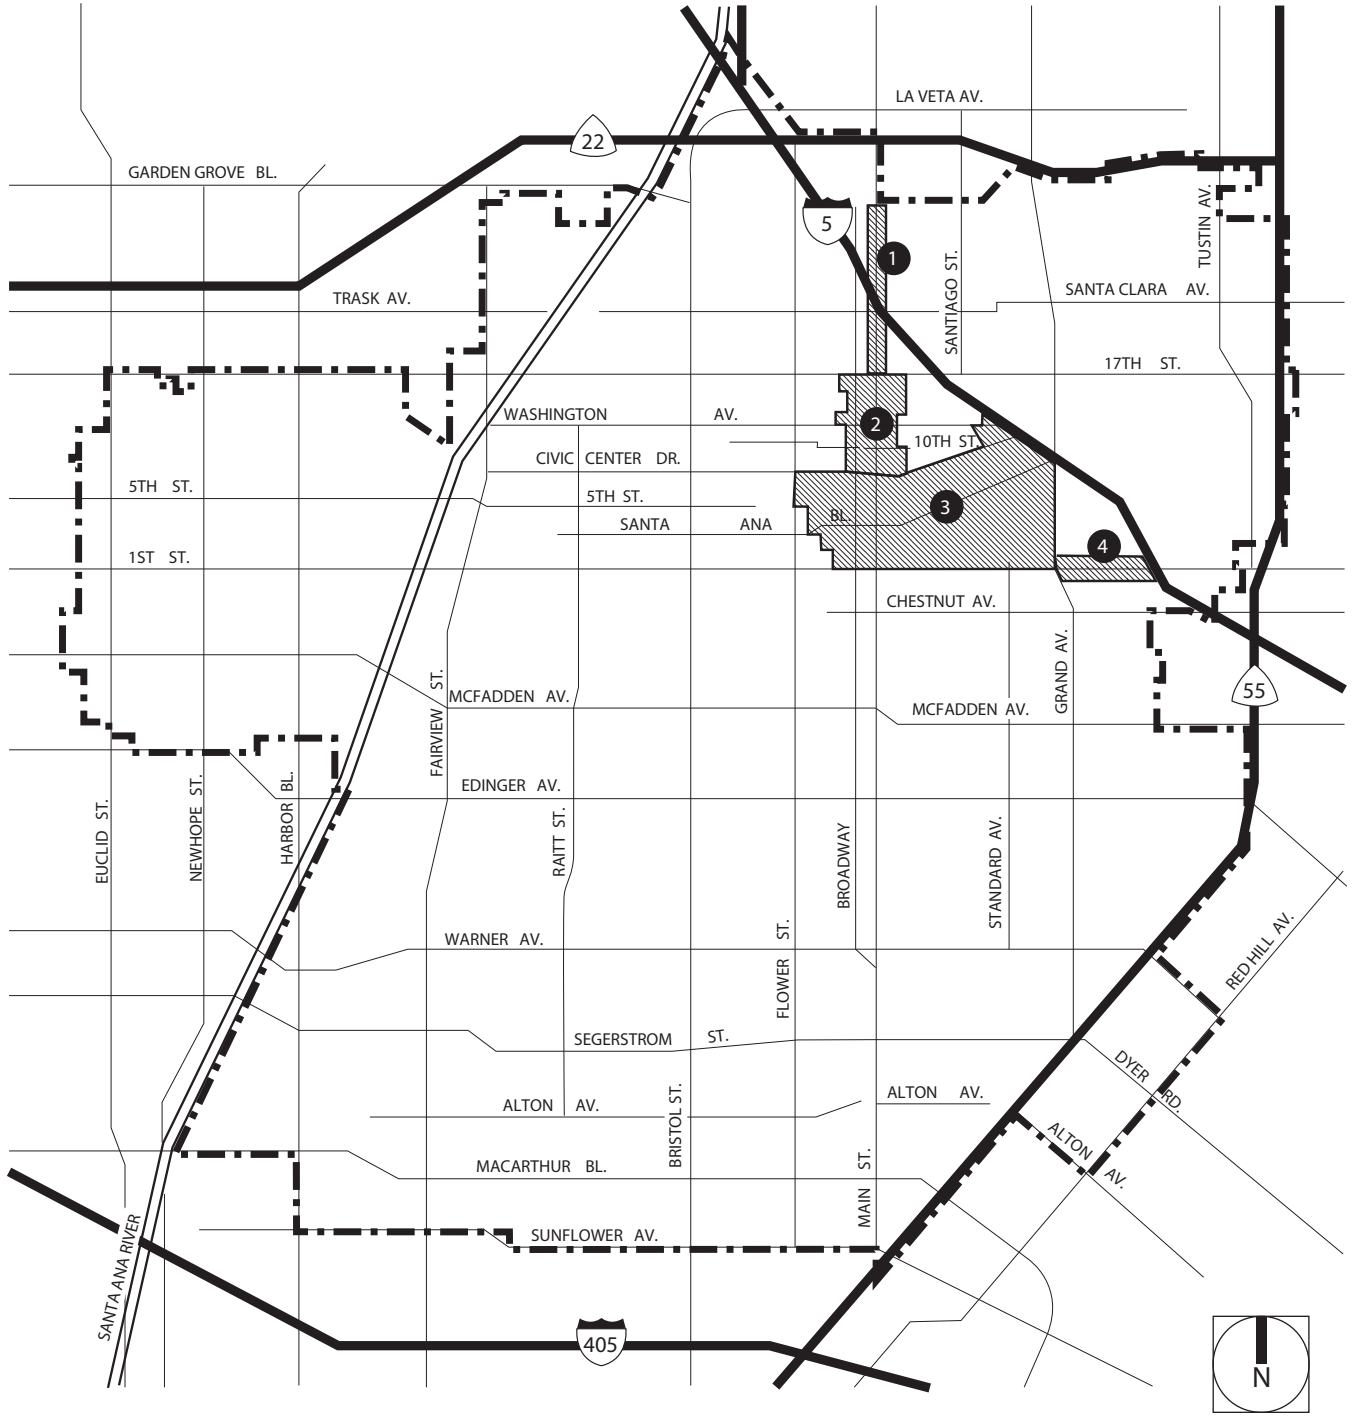 LA VETA AV.
22
GARDEN GROVE BL.
TUSTIN AV.
5
1
SANTIAGO ST.
SANTA CLARA AV.
TRASK AV.
17TH ST.
WASHINGTON AV.
2
10TH ST.
CIVIC CENTER DR.
5TH ST.
5TH ST.
3
SANTA ANA BL.
4
1ST ST.
CHESTNUT AV.
GRAND AV.
FAIRVIEW ST.
MCFADDEN AV.
MCFADDEN AV.
55
EDINGER AV.
EUCLID ST.
NEWHOPE ST.
HARBOR BL.
RAITT ST.
BROADWAY
STANDARD AV.
FLOWER ST.
WARNER AV.
RED HILL AV.
SEGERSTROM ST.
DYER RD.
ALTON AV.
ALTON AV.
ALTON AV.
BRISTOL ST.
MACARTHUR BL.
MAIN ST.
SUNFLOWER AV.
SANTA ANA RIVER
405
N